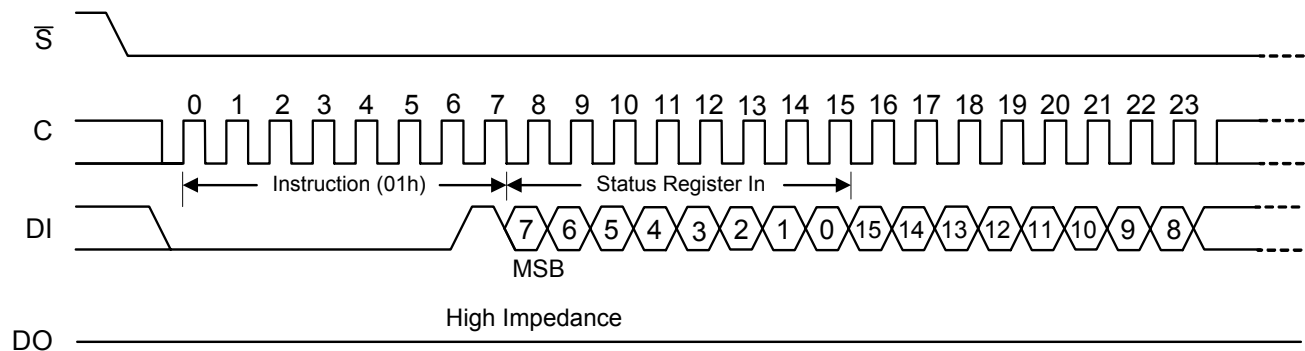 S̅
0 1 2 3 4 5 6 7 8 9 10 11 12 13 14 15 16 17 18 19 20 21 22 23
C
Instruction (01h) Status Register In
DI 7 6 5 4 3 2 1 0 15 14 13 12 11 10 9 8
MSB
High Impedance
DO